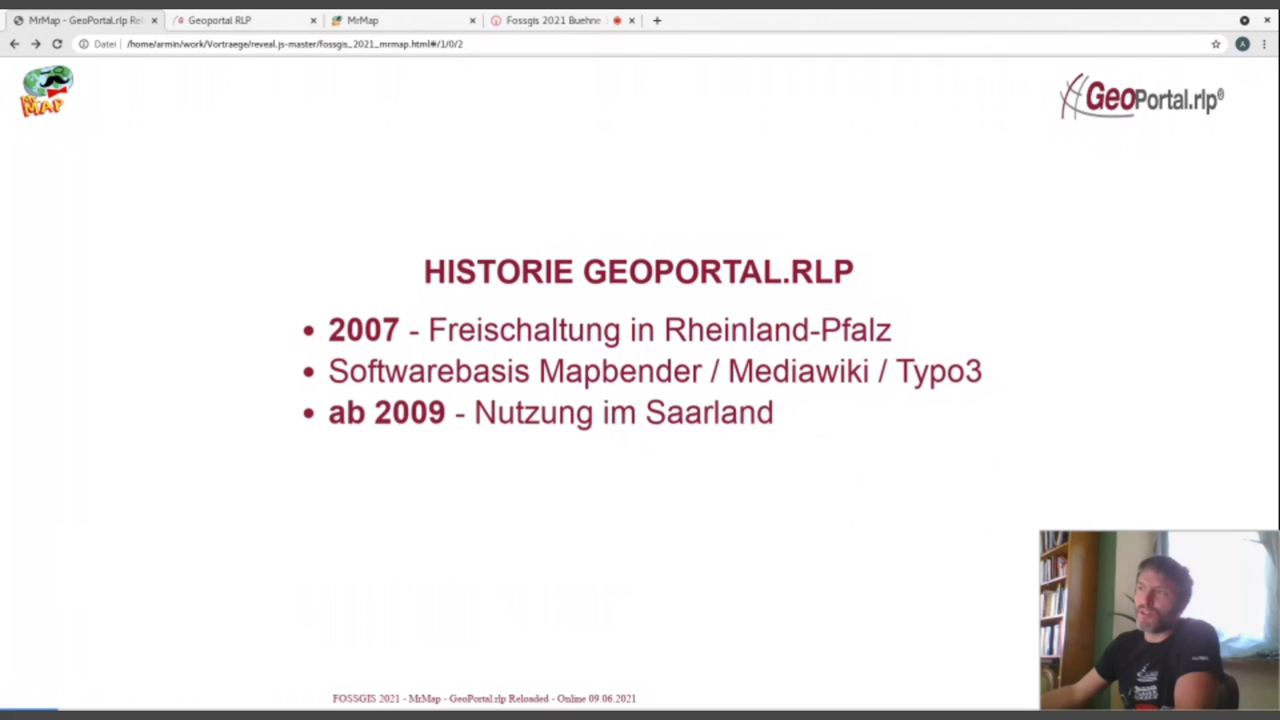 MrMap - GeoPortal.rlp Re
Geoportal RLP
MrMap
Fossgis 2021 Buehne
Datei
/home/armin/work/Vortraege/reveal.js-master/fossgis_2021_mrmap.html#/1/0/2
A
MAP
GeoPortal.rlp®
HISTORIE GEOPORTAL.RLP
• 2007 - Freischaltung in Rheinland-Pfalz
• Softwarebasis Mapbender / Mediawiki / Typo3
• ab 2009 - Nutzung im Saarland
FOSSGIS 2021 - MrMap - GeoPortal.rlp Reloaded - Online 09.06.2021